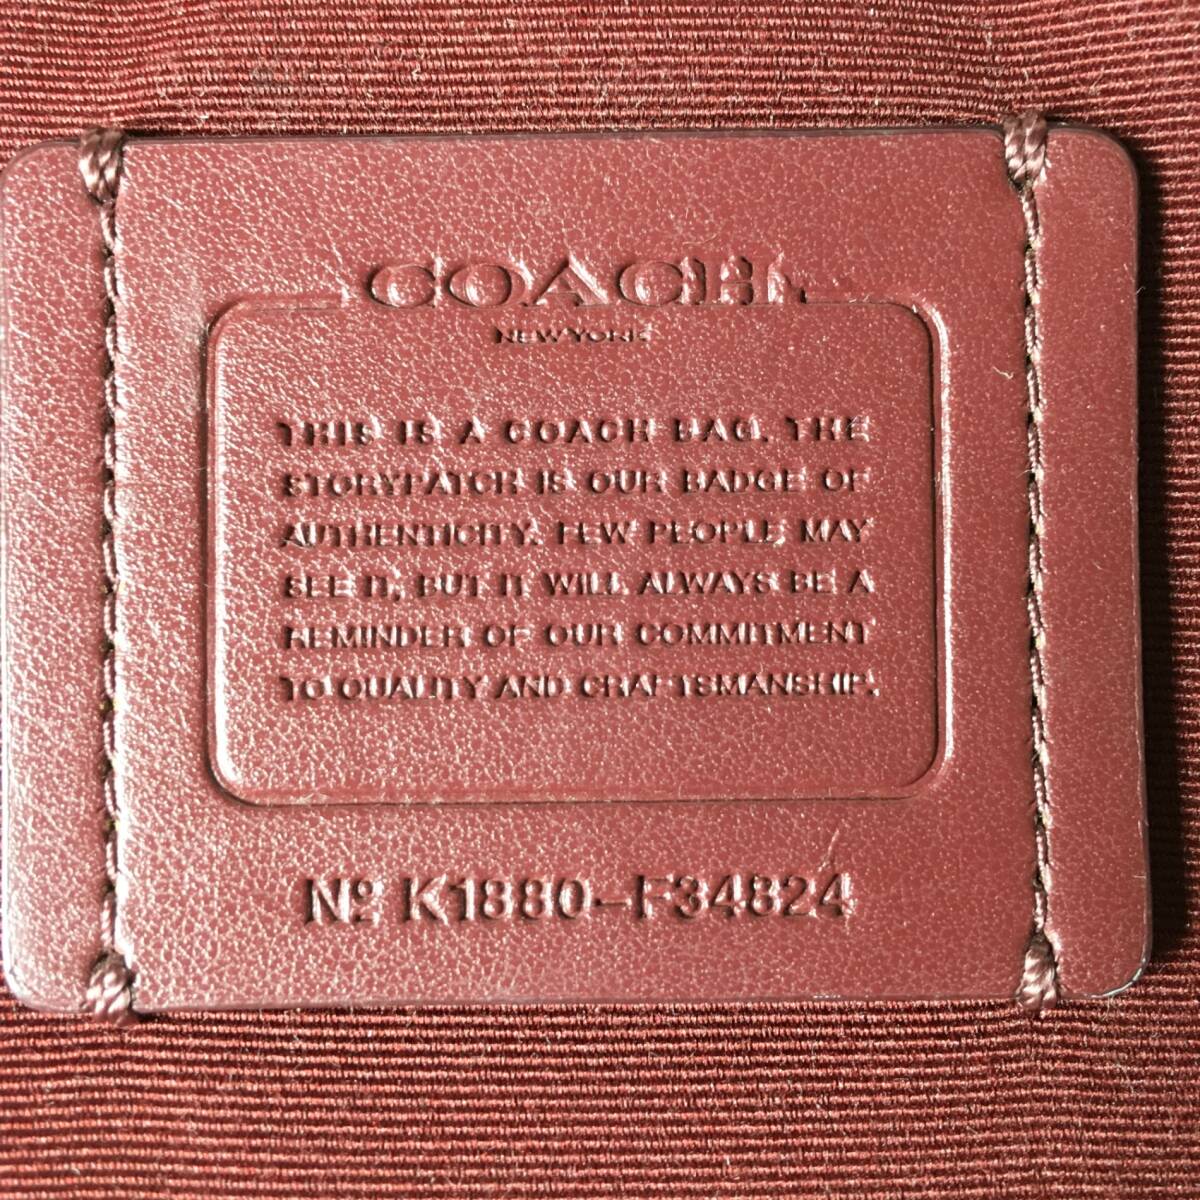 COACH
NEW YORK
THIS IS A COACH BAG. THE
STORYPATCH IS OUR BADGE OF
AUTHENTICITY. FEW PEOPLE MAY
SEE IT, BUT IT WILL ALWAYS BE A
REMINDER OF OUR COMMITMENT
TO QUALITY AND CRAFTSMANSHIP.
Nº K1880-F34824